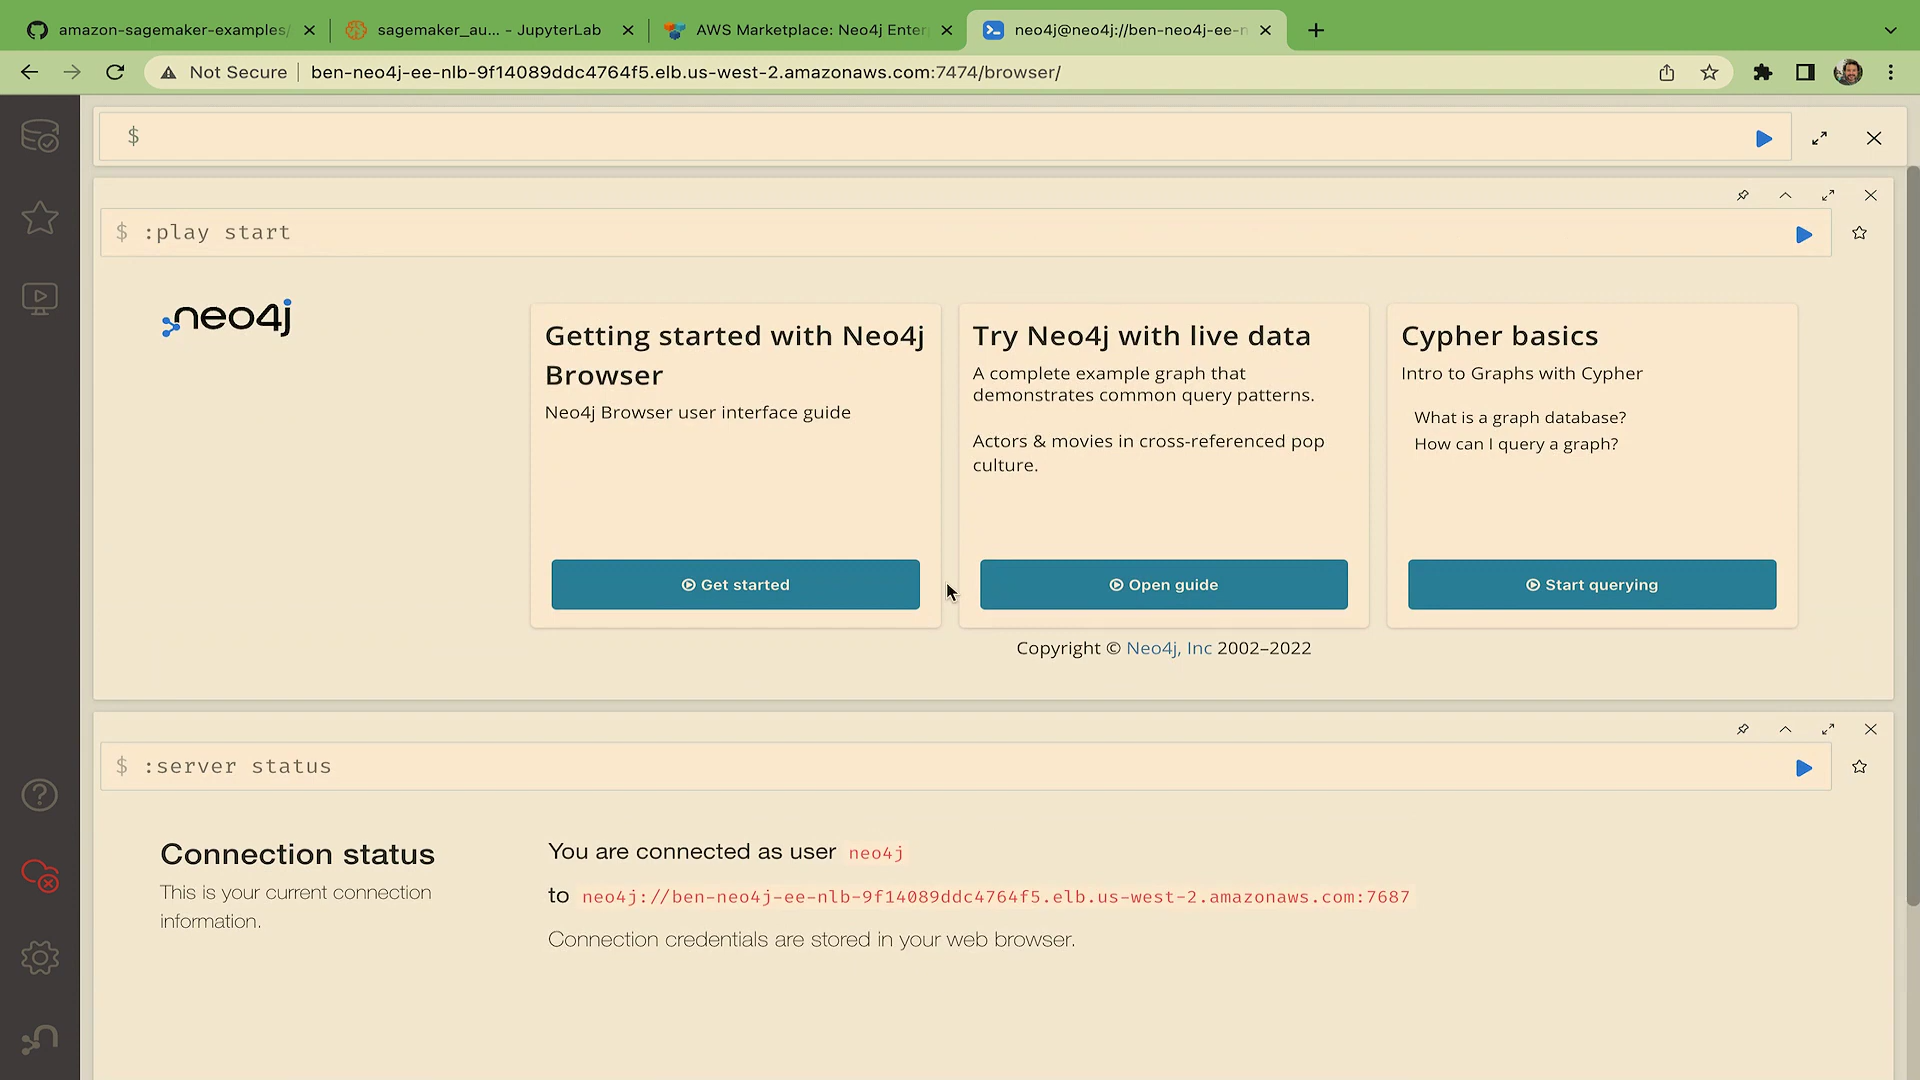 amazon-sagemaker-examples/
sagemaker_au... - JupyterLab
AWS Marketplace: Neo4j Enter
neo4j@neo4j://ben-neo4j-ee-n
Not Secure
ben-neo4j-ee-nlb-9f14089ddc4764f5.elb.us-west-2.amazonaws.com:7474/browser/
$
$ :play start
neo4j
Getting started with Neo4j
Browser
Neo4j Browser user interface guide
Get started
Try Neo4j with live data
A complete example graph that
demonstrates common query patterns.
Actors & movies in cross-referenced pop
culture.
Open guide
Cypher basics
Intro to Graphs with Cypher
What is a graph database?
How can I query a graph?
Start querying
Copyright © Neo4j, Inc 2002–2022
$ :server status
Connection status
This is your current connection
information.
You are connected as user neo4j
to neo4j://ben-neo4j-ee-nlb-9f14089ddc4764f5.elb.us-west-2.amazonaws.com:7687
Connection credentials are stored in your web browser.